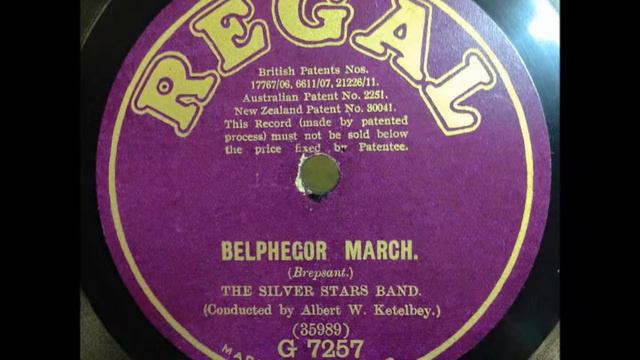 REGAL
British Patents Nos.
17767/06, 6611/07, 21226/11.
Australian Patent No. 2251.
New Zealand Patent No. 30041.
This Record (made by patented
process) must not be sold below
the price fixed by Patentee.
BELPHEGOR MARCH.
(Brepsant.)
THE SILVER STARS BAND.
(Conducted by Albert W. Ketelbey.)
(35989)
G 7257